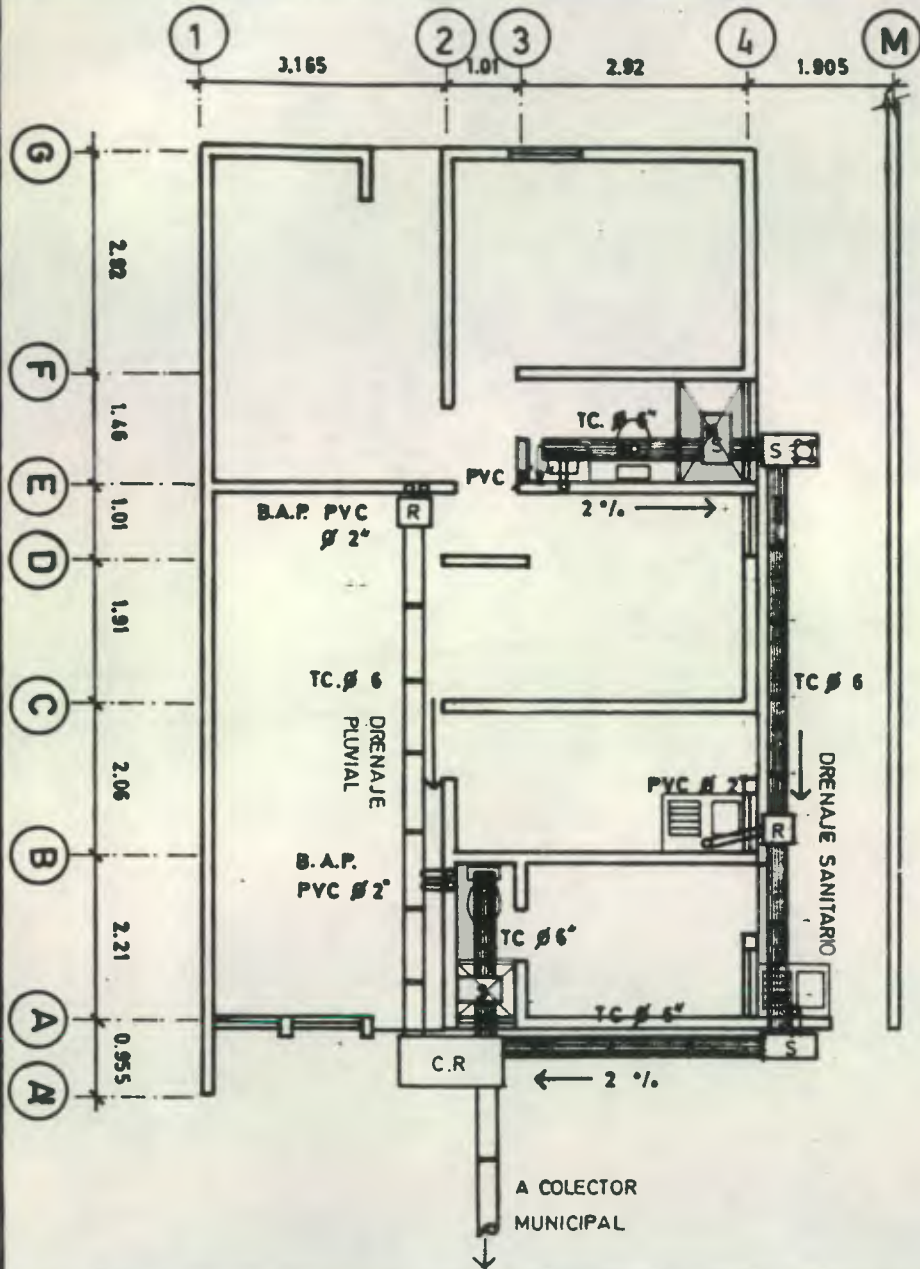 1
2
3
4
M
3.165
1.01
2.92
1.905
G
2.92
F
1.46
E
1.01
D
1.91
C
2.06
B
2.21
A
0.955
A'
TC. Ø 6"
S
S
PVC
2 %
B.A.P. PVC
Ø 2"
R
TC.Ø 6
DRENAJE
PLUVIAL
TC Ø 6
DRENAJE SANITARIO
PVC Ø 2"
R
B.A.P.
PVC Ø 2"
TC Ø 6"
TC Ø 6"
C.R
S
2 %
A COLECTOR
MUNICIPAL